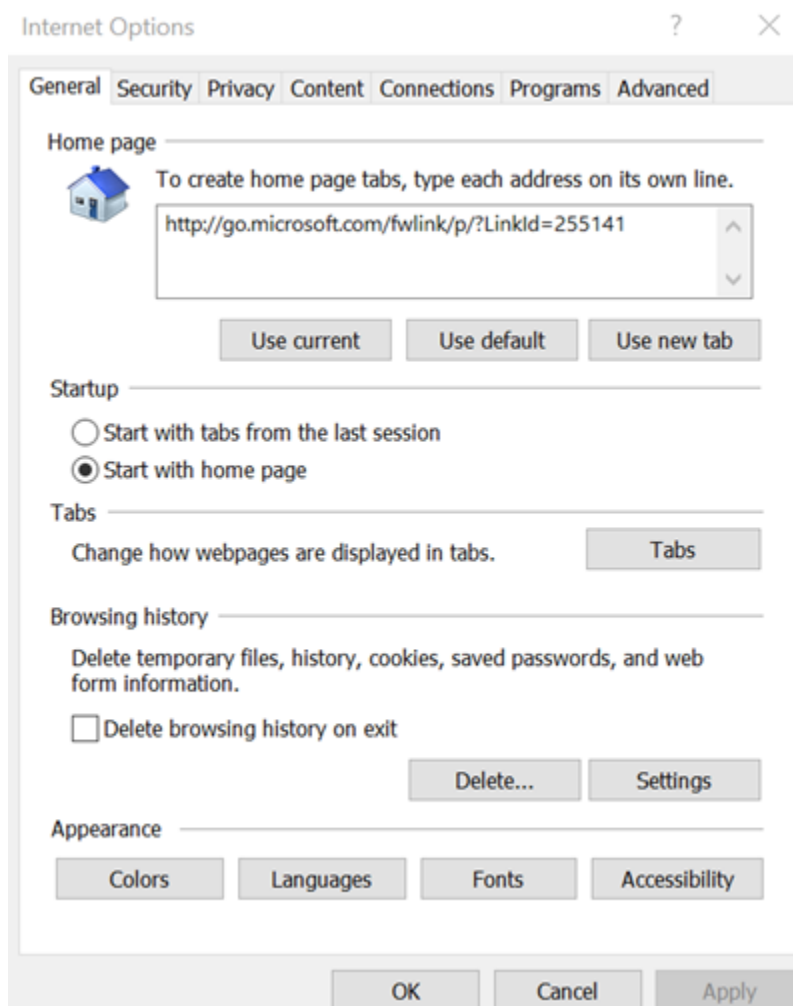 Internet Options ?
General Security Privacy Content Connections Programs Advanced
Home page
To create home page tabs, type each address on its own line.
http://go.microsoft.com/fwlink/p/?LinkId=255141
Use current Use default Use new tab
Startup
Start with tabs from the last session
Start with home page
Tabs
Change how webpages are displayed in tabs. Tabs
Browsing history
Delete temporary files, history, cookies, saved passwords, and web
form information.
Delete browsing history on exit
Delete... Settings
Appearance
Colors Languages Fonts Accessibility
OK Cancel Apply